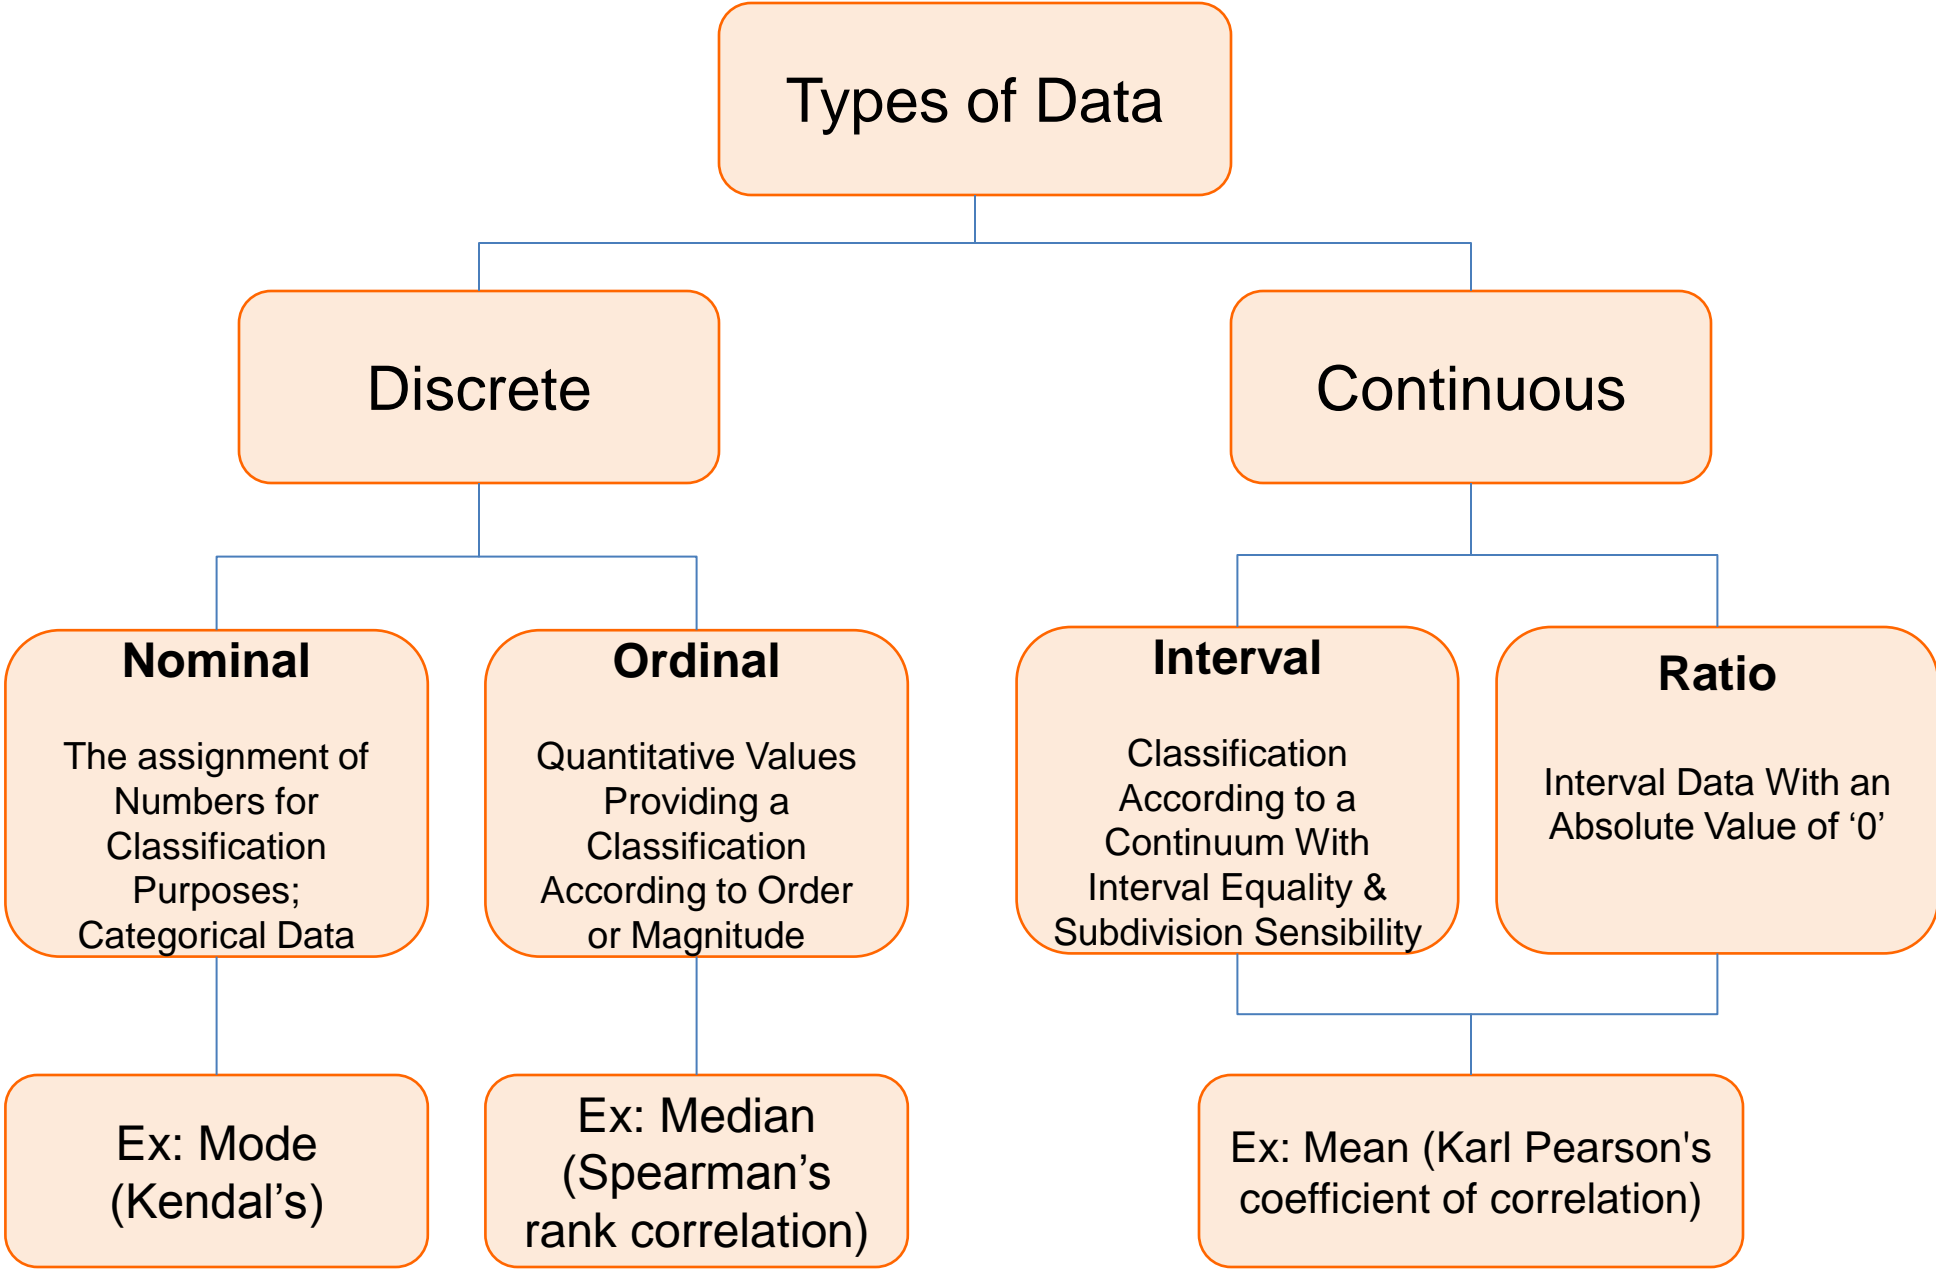 Types of Data
Discrete
Continuous
Nominal
The assignment of
Numbers for
Classification
Purposes;
Categorical Data
Ordinal
Quantitative Values
Providing a
Classification
According to Order
or Magnitude
Interval
Classification
According to a
Continuum With
Interval Equality &
Subdivision Sensibility
Ratio
Interval Data With an
Absolute Value of ‘0’
Ex: Mode
(Kendal’s)
Ex: Median
(Spearman’s
rank correlation)
Ex: Mean (Karl Pearson's
coefficient of correlation)